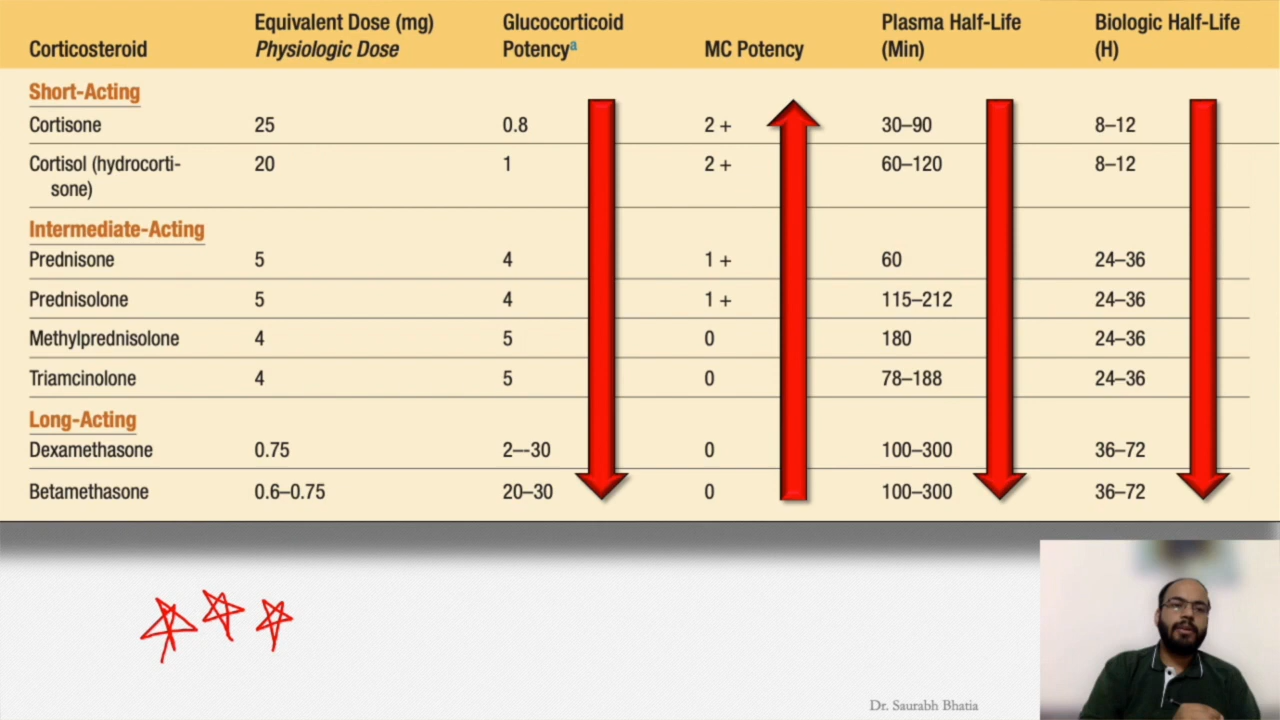 Corticosteroid Equivalent Dose (mg) Physiologic Dose Glucocorticoid Potencyª MC Potency Plasma Half-Life (Min) Biologic Half-Life (H)
Short-Acting
Cortisone 25 0.8 2 + 30–90 8–12
Cortisol (hydrocorti-
sone) 20 1 2 + 60–120 8–12
Intermediate-Acting
Prednisone 5 4 1 + 60 24–36
Prednisolone 5 4 1 + 115–212 24–36
Methylprednisolone 4 5 0 180 24–36
Triamcinolone 4 5 0 78–188 24–36
Long-Acting
Dexamethasone 0.75 2–-30 0 100–300 36–72
Betamethasone 0.6–0.75 20–30 0 100–300 36–72
Dr. Saurabh Bhatia